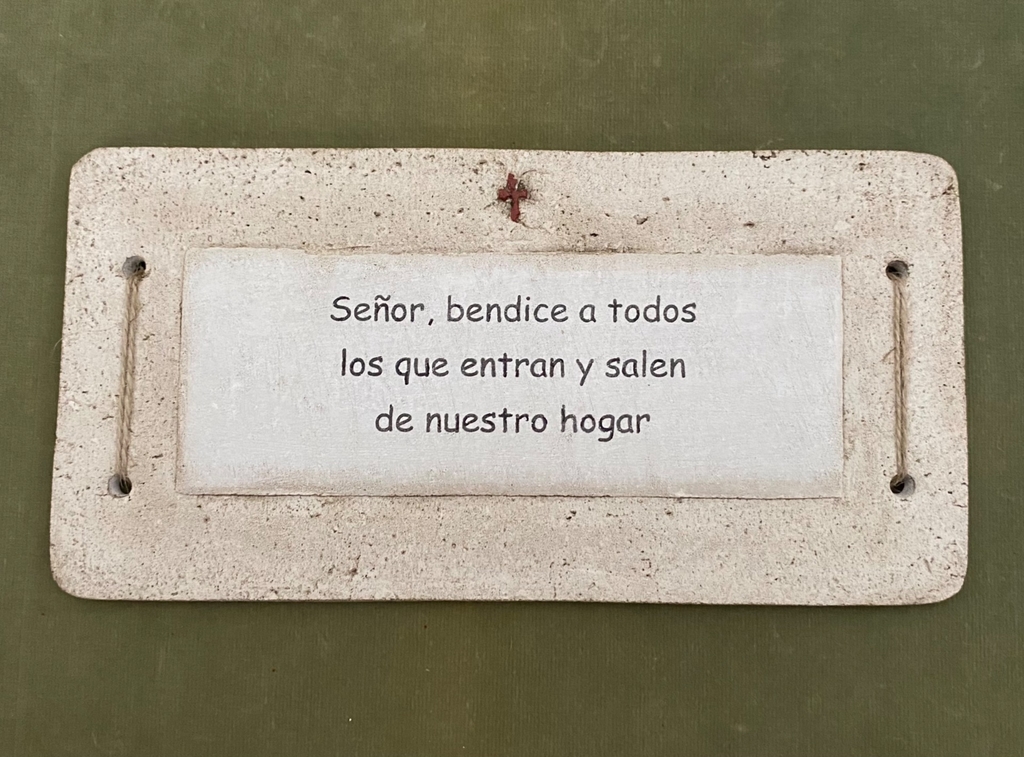 Señor, bendice a todos
los que entran y salen
de nuestro hogar